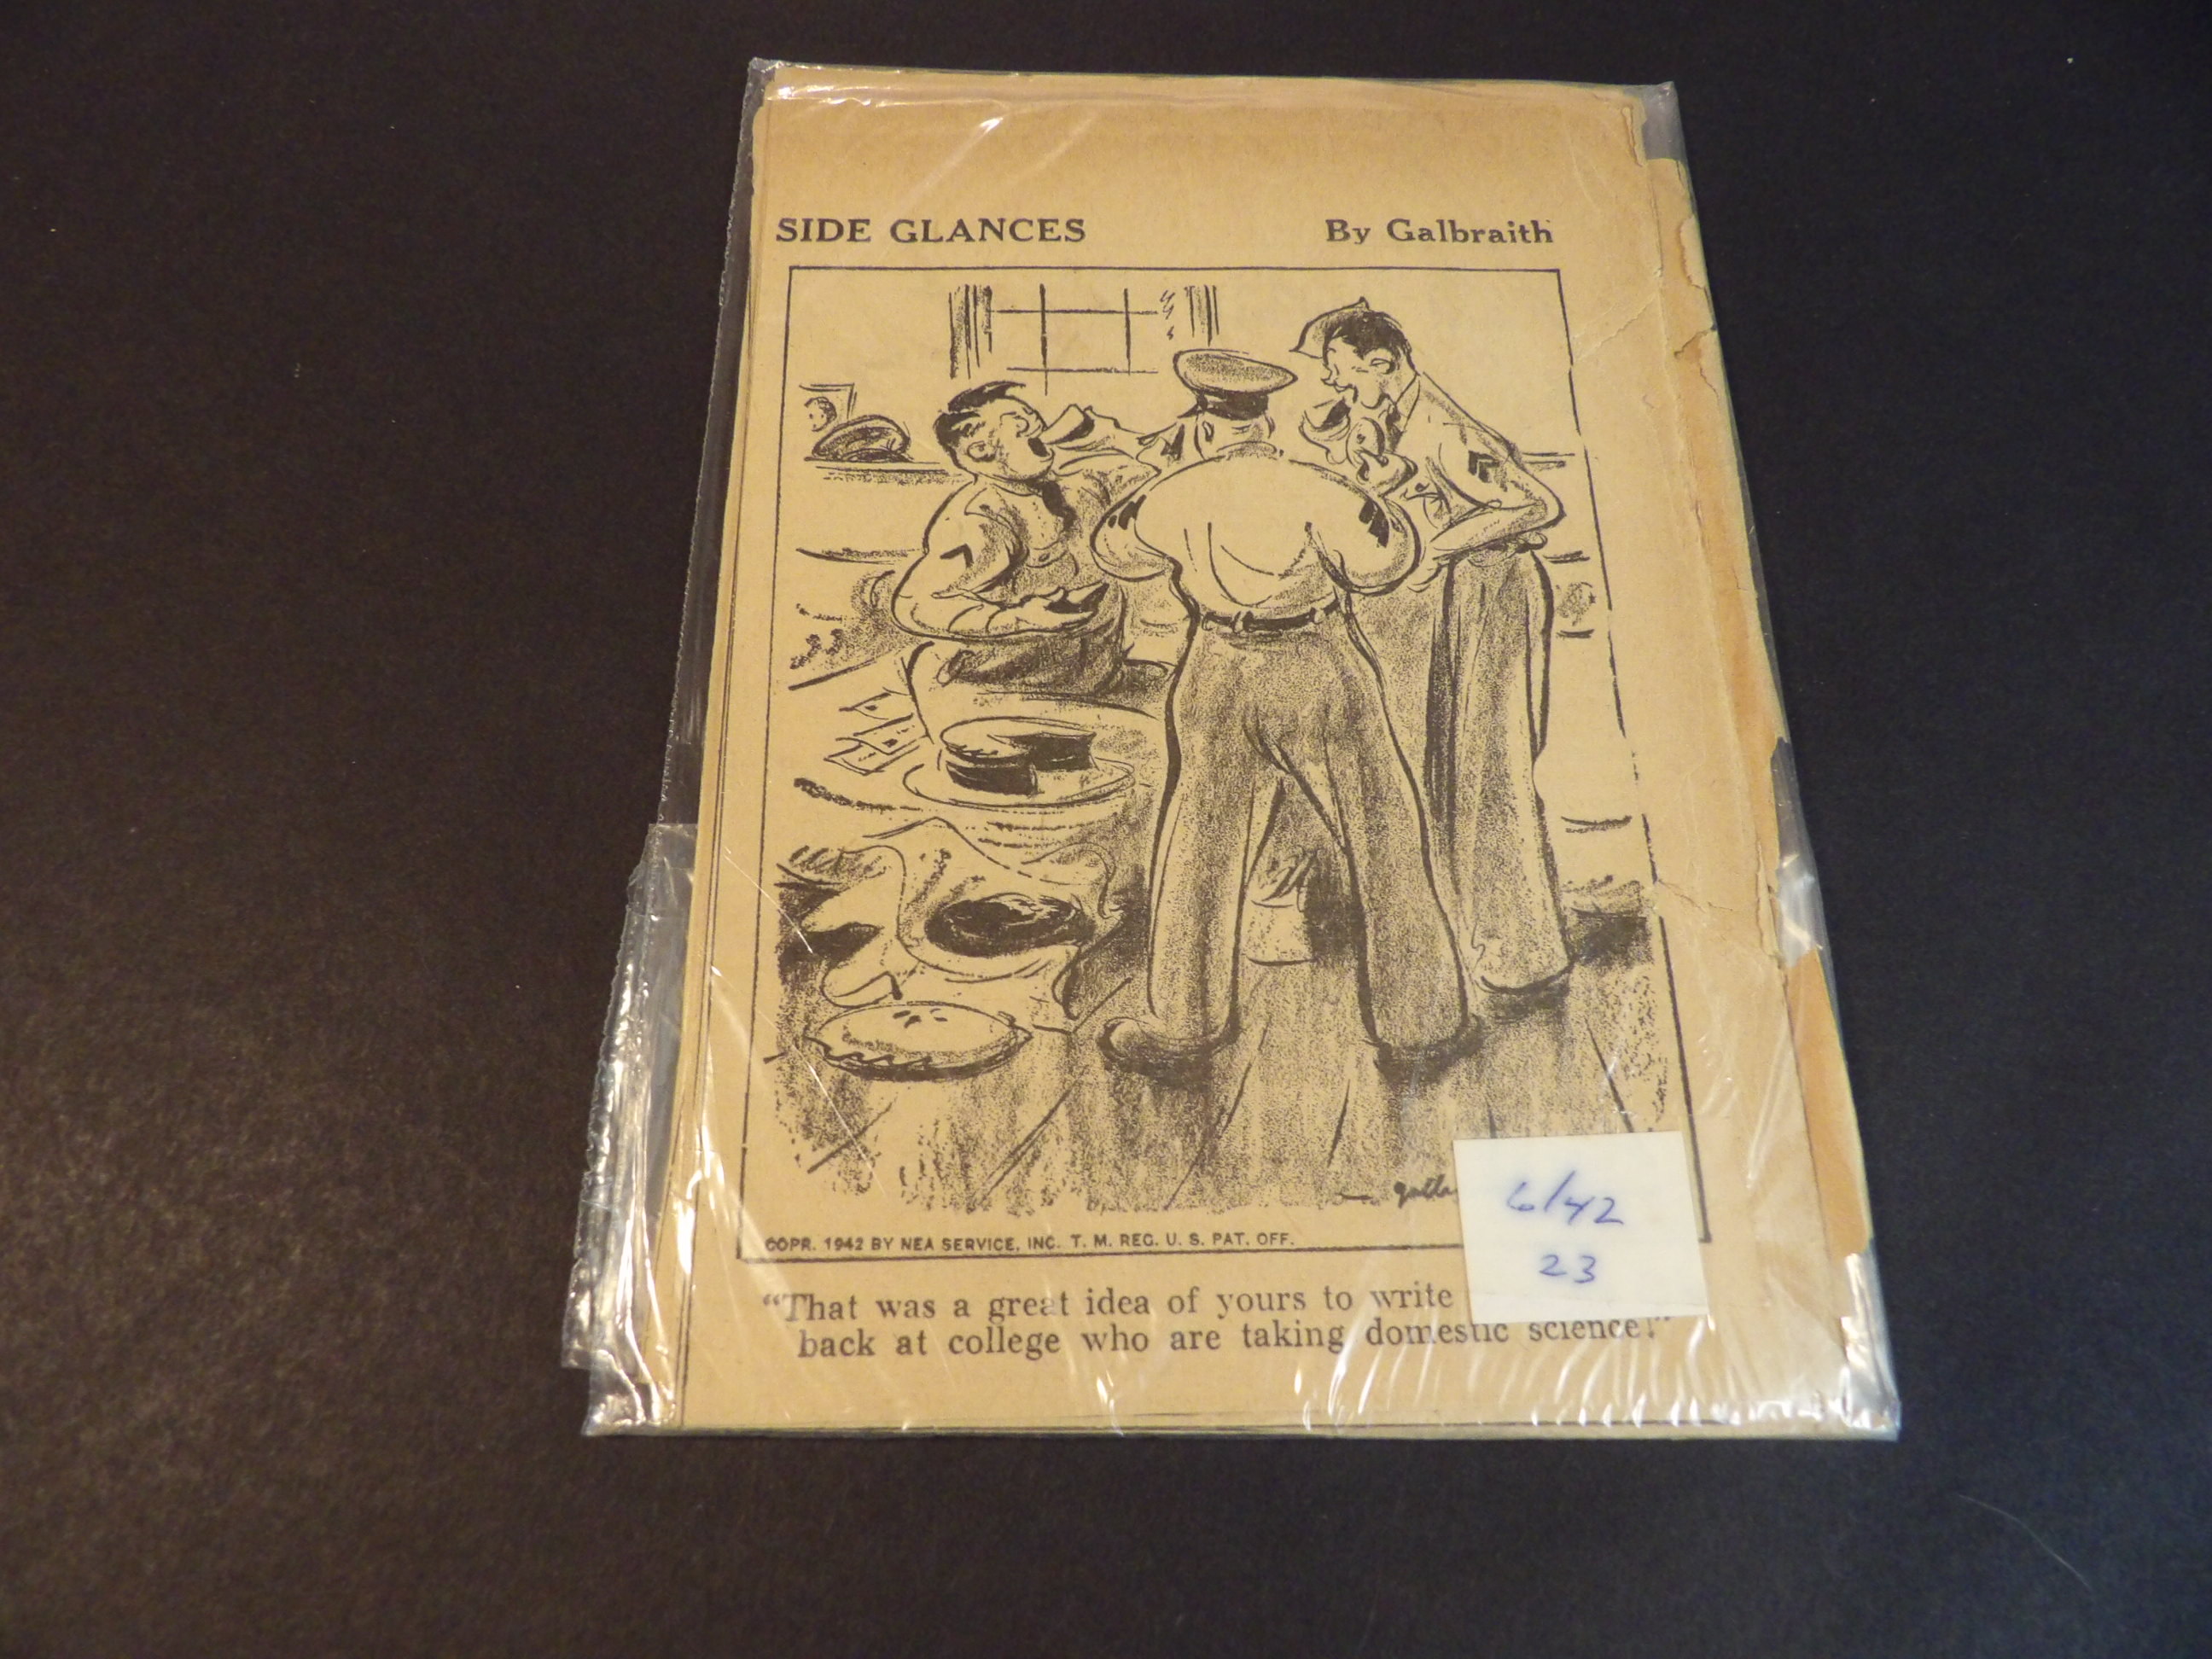 SIDE GLANCES By Galbraith
COPR. 1942 BY NEA SERVICE, INC. T. M. REG. U. S. PAT. OFF.
6/42
23
"That was a great idea of yours to write
back at college who are taking domestic science!"